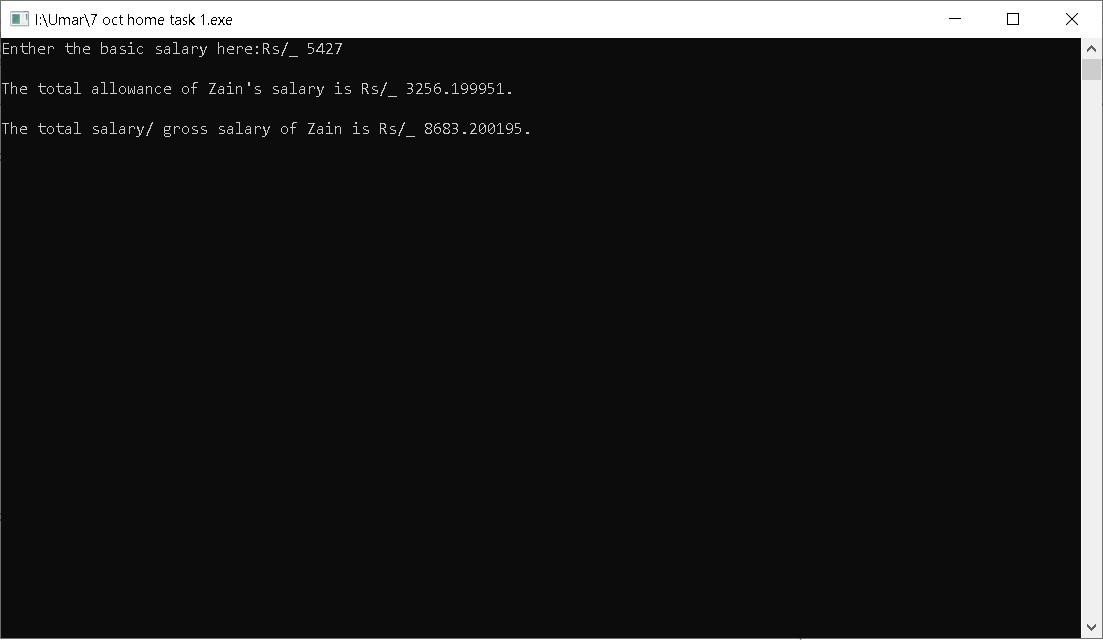 I:\Umar\7 oct home task 1.exe
Enther the basic salary here:Rs/_ 5427
The total allowance of Zain's salary is Rs/_ 3256.199951.
The total salary/ gross salary of Zain is Rs/_ 8683.200195.